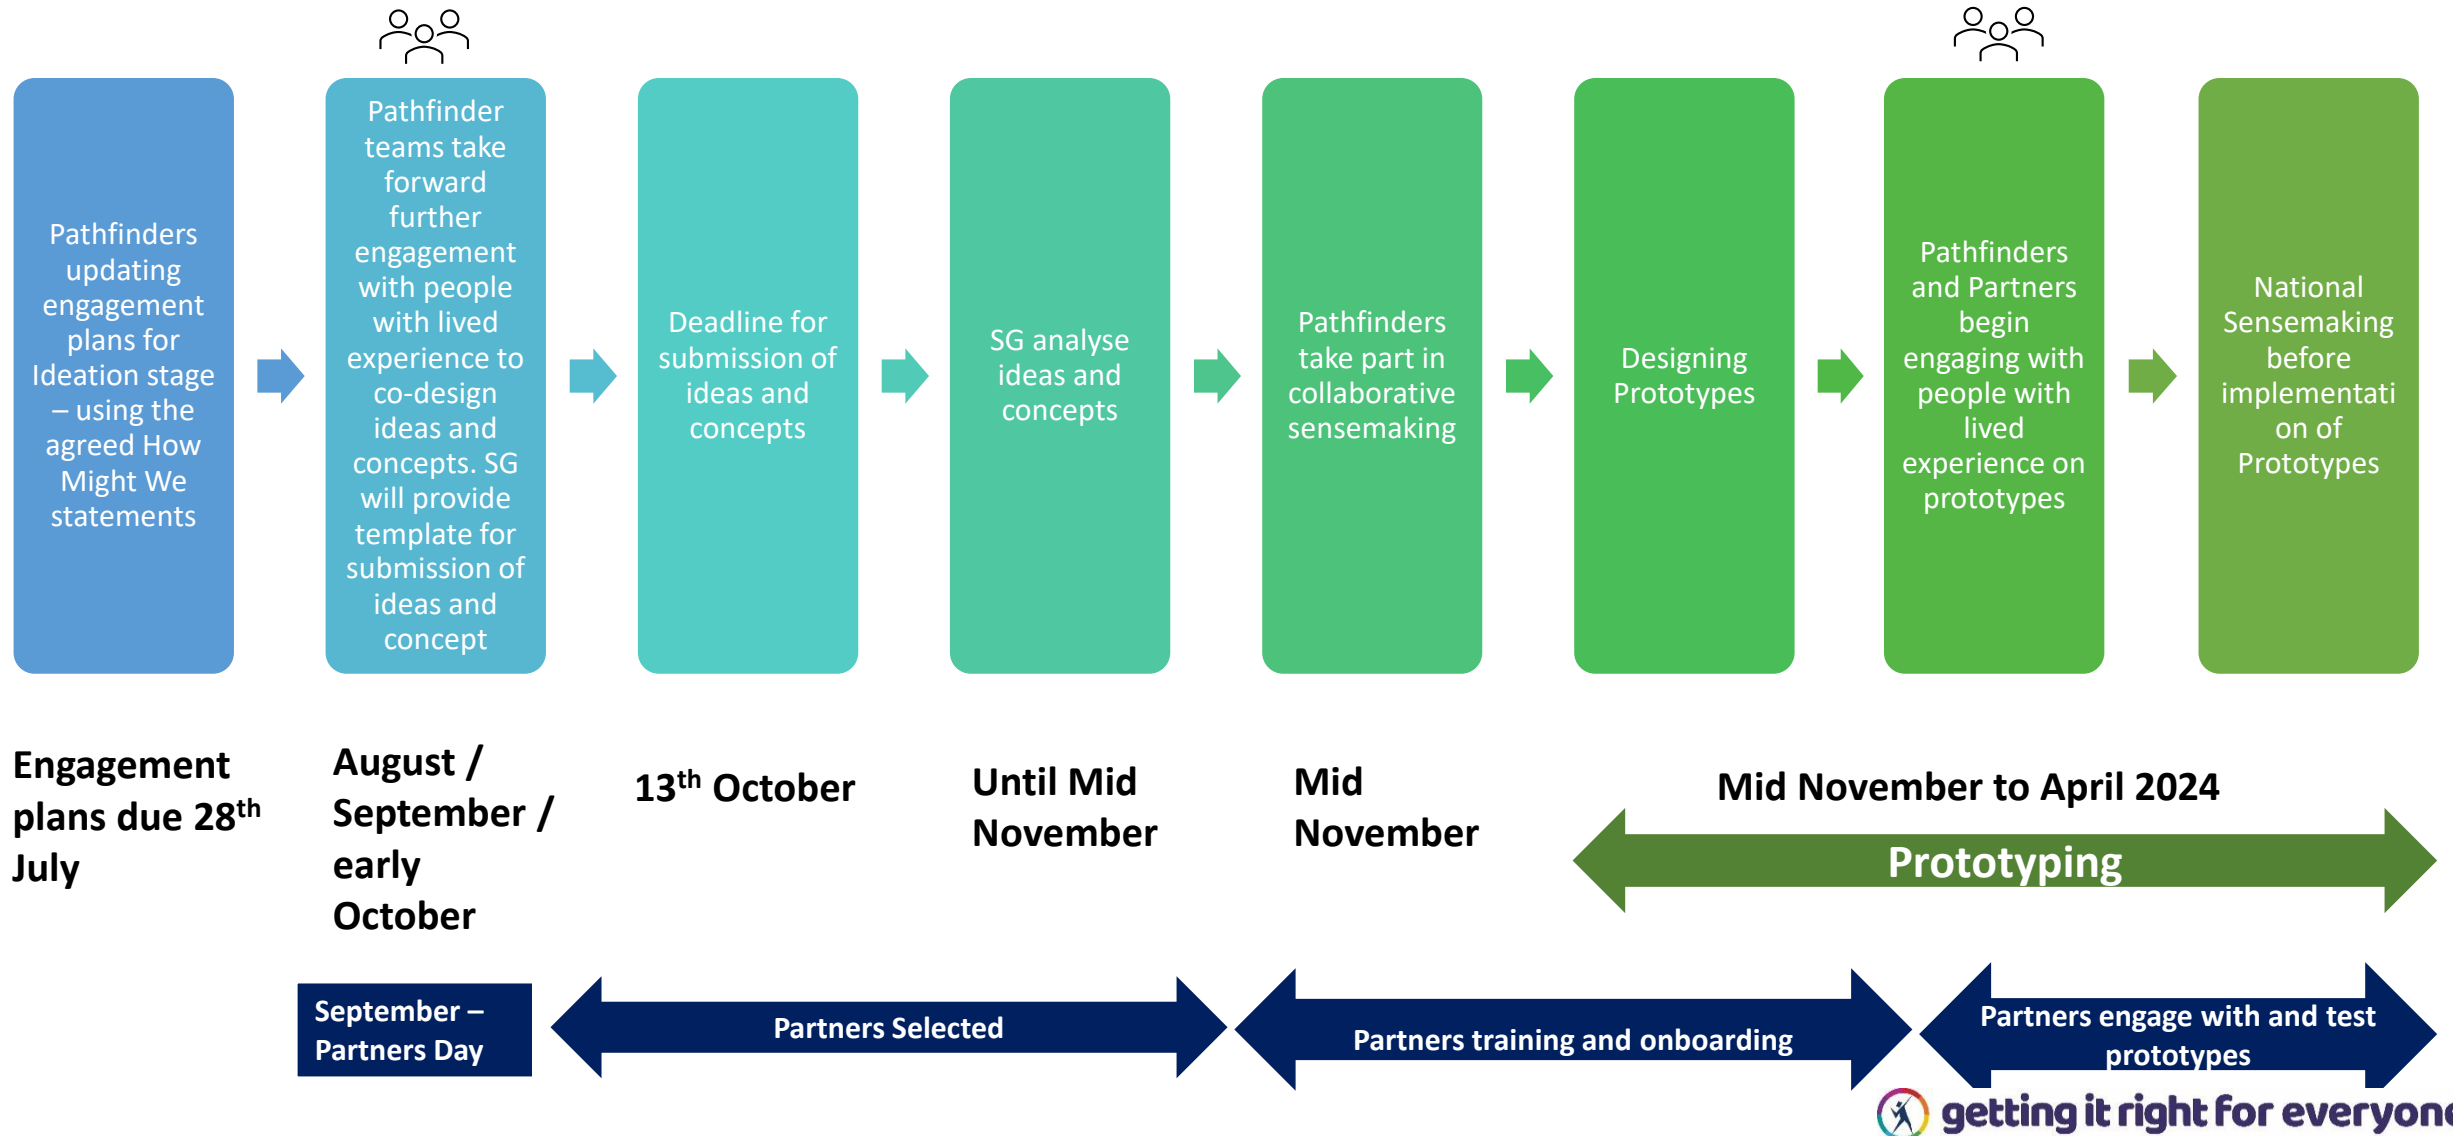 Pathfinders
updating
engagement
plans for
Ideation stage
– using the
agreed How
Might We
statements
Pathfinder
teams take
forward
further
engagement
with people
with lived
experience to
co-design
ideas and
concepts. SG
will provide
template for
submission of
ideas and
concept
Deadline for
submission of
ideas and
concepts
SG analyse
ideas and
concepts
Pathfinders
take part in
collaborative
sensemaking
Designing
Prototypes
Pathfinders
and Partners
begin
engaging with
people with
lived
experience on
prototypes
National
Sensemaking
before
implementati
on of
Prototypes
Engagement
plans due 28th
July
August /
September /
early
October
13th October
Until Mid
November
Mid
November
Mid November to April 2024
Prototyping
September –
Partners Day
Partners Selected
Partners training and onboarding
Partners engage with and test
prototypes
getting it right for everyone